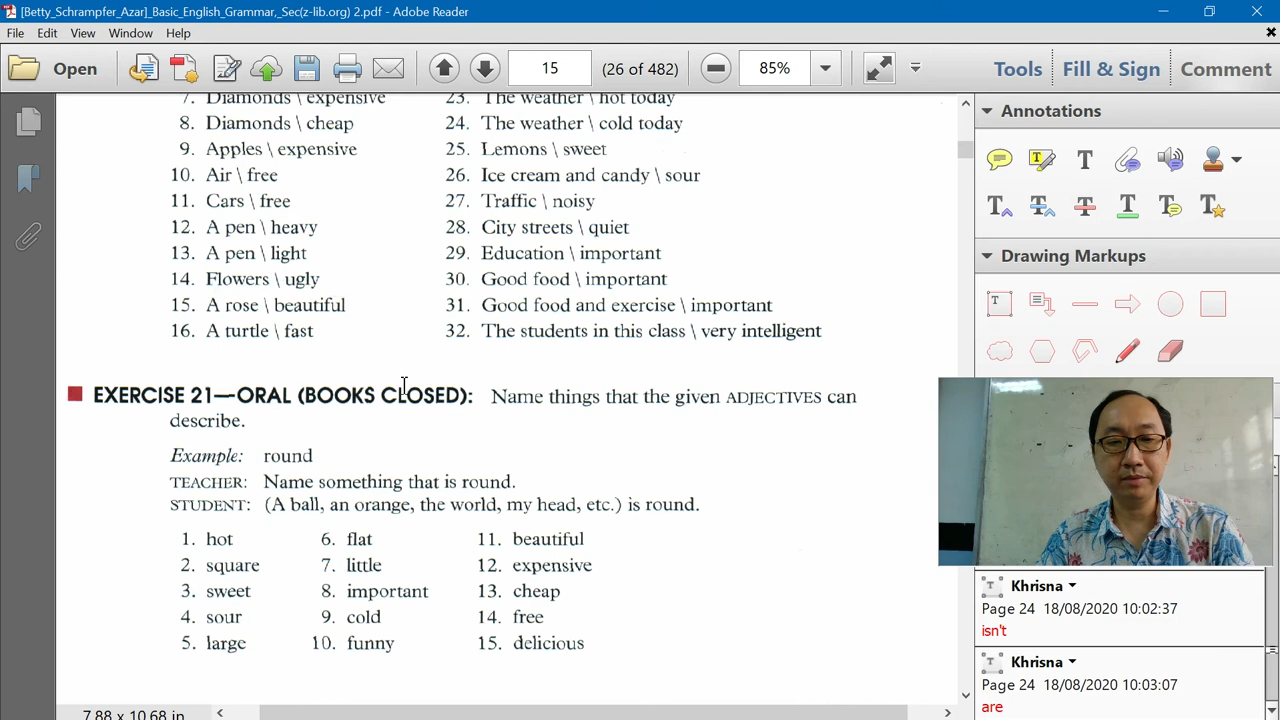 [Betty_Schrampfer_Azar]_Basic_English_Grammar,_Sec(z-lib.org) 2.pdf - Adobe Reader
File Edit View Window Help
Open 15 (26 of 482) 85% Tools Fill & Sign Comment
7. Diamonds \ expensive
8. Diamonds \ cheap
9. Apples \ expensive
10. Air \ free
11. Cars \ free
12. A pen \ heavy
13. A pen \ light
14. Flowers \ ugly
15. A rose \ beautiful
16. A turtle \ fast
23. The weather \ hot today
24. The weather \ cold today
25. Lemons \ sweet
26. Ice cream and candy \ sour
27. Traffic \ noisy
28. City streets \ quiet
29. Education \ important
30. Good food \ important
31. Good food and exercise \ important
32. The students in this class \ very intelligent
EXERCISE 21—ORAL (BOOKS CLOSED): Name things that the given ADJECTIVES can
describe.
Example: round
TEACHER: Name something that is round.
STUDENT: (A ball, an orange, the world, my head, etc.) is round.
1. hot
2. square
3. sweet
4. sour
5. large
6. flat
7. little
8. important
9. cold
10. funny
11. beautiful
12. expensive
13. cheap
14. free
15. delicious
7.88 x 10.68 in
Annotations
Drawing Markups
Khrisna
Page 24 18/08/2020 10:02:37
isn't
Khrisna
Page 24 18/08/2020 10:03:07
are